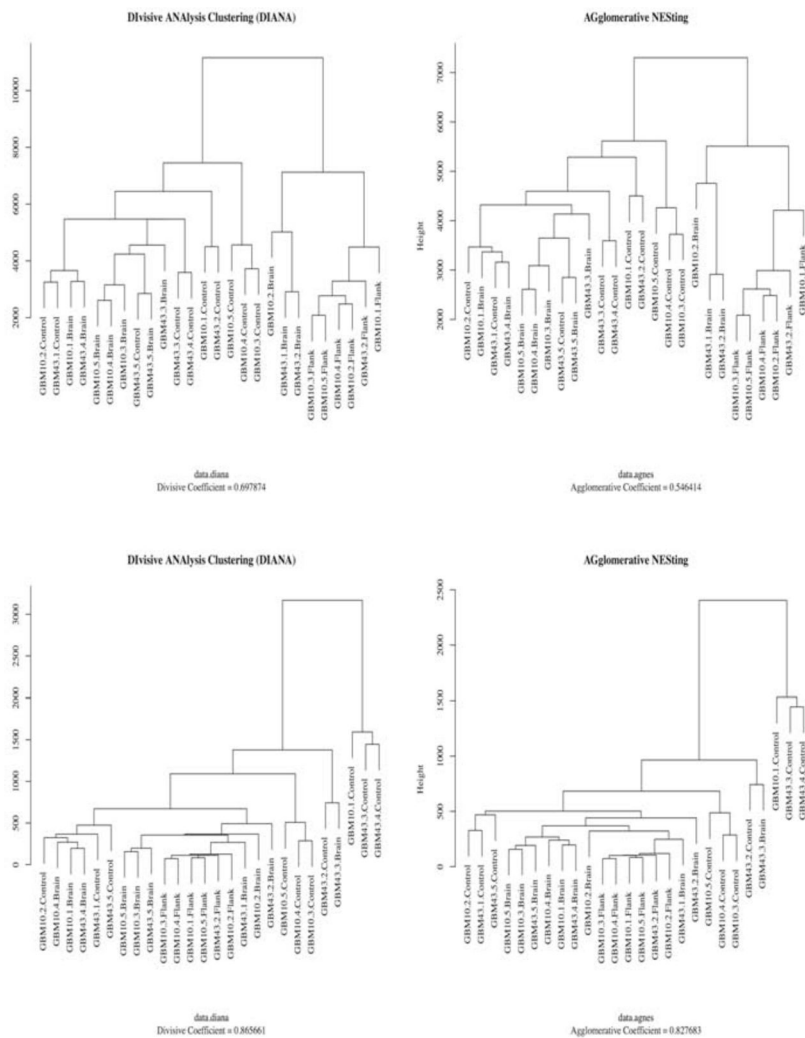 DIvisive ANAlysis Clustering (DIANA)
10000
8000
6000
4000
2000
GBM10.2.Control
GBM43.1.Control
GBM10.1.Brain
GBM43.4.Brain
GBM10.5.Brain
GBM10.4.Brain
GBM10.3.Brain
GBM43.5.Control
GBM43.5.Brain
GBM43.3.Brain
GBM43.3.Control
GBM43.4.Control
GBM10.1.Control
GBM43.2.Control
GBM10.5.Control
GBM10.4.Control
GBM10.3.Control
GBM10.2.Brain
GBM43.1.Brain
GBM43.2.Brain
GBM10.3.Flank
GBM10.5.Flank
GBM10.4.Flank
GBM10.2.Flank
GBM43.2.Flank
GBM10.1.Flank
data.diana
Divisive Coefficient = 0.697874
AGglomerative NESting
Height
7000
6000
5000
4000
3000
2000
GBM10.2.Control
GBM10.1.Brain
GBM43.1.Control
GBM43.4.Brain
GBM10.5.Brain
GBM10.4.Brain
GBM10.3.Brain
GBM43.5.Control
GBM43.5.Brain
GBM43.3.Brain
GBM43.3.Control
GBM43.4.Control
GBM10.1.Control
GBM43.2.Control
GBM10.5.Control
GBM10.4.Control
GBM10.3.Control
GBM10.2.Brain
GBM43.1.Brain
GBM43.2.Brain
GBM10.3.Flank
GBM10.5.Flank
GBM10.4.Flank
GBM10.2.Flank
GBM43.2.Flank
GBM10.1.Flank
data.agnes
Agglomerative Coefficient = 0.546414
DIvisive ANAlysis Clustering (DIANA)
3000
2500
2000
1500
1000
500
0
GBM10.2.Control
GBM10.4.Brain
GBM10.1.Brain
GBM43.4.Brain
GBM43.1.Control
GBM43.5.Control
GBM10.5.Brain
GBM10.3.Brain
GBM43.5.Brain
GBM10.3.Flank
GBM10.4.Flank
GBM10.1.Flank
GBM10.5.Flank
GBM43.2.Flank
GBM10.2.Flank
GBM43.1.Brain
GBM10.2.Brain
GBM43.2.Brain
GBM10.5.Control
GBM10.4.Control
GBM10.3.Control
GBM43.2.Control
GBM43.3.Brain
GBM10.1.Control
GBM43.3.Control
GBM43.4.Control
data.diana
Divisive Coefficient = 0.865661
AGglomerative NESting
Height
2500
2000
1500
1000
500
0
GBM10.2.Control
GBM43.1.Control
GBM43.5.Control
GBM10.5.Brain
GBM10.3.Brain
GBM43.5.Brain
GBM10.4.Brain
GBM10.1.Brain
GBM43.4.Brain
GBM10.2.Brain
GBM10.3.Flank
GBM10.4.Flank
GBM10.1.Flank
GBM10.5.Flank
GBM43.2.Flank
GBM10.2.Flank
GBM43.1.Brain
GBM43.2.Brain
GBM10.5.Control
GBM10.4.Control
GBM10.3.Control
GBM43.2.Control
GBM43.3.Brain
GBM10.1.Control
GBM43.3.Control
GBM43.4.Control
data.agnes
Agglomerative Coefficient = 0.827683